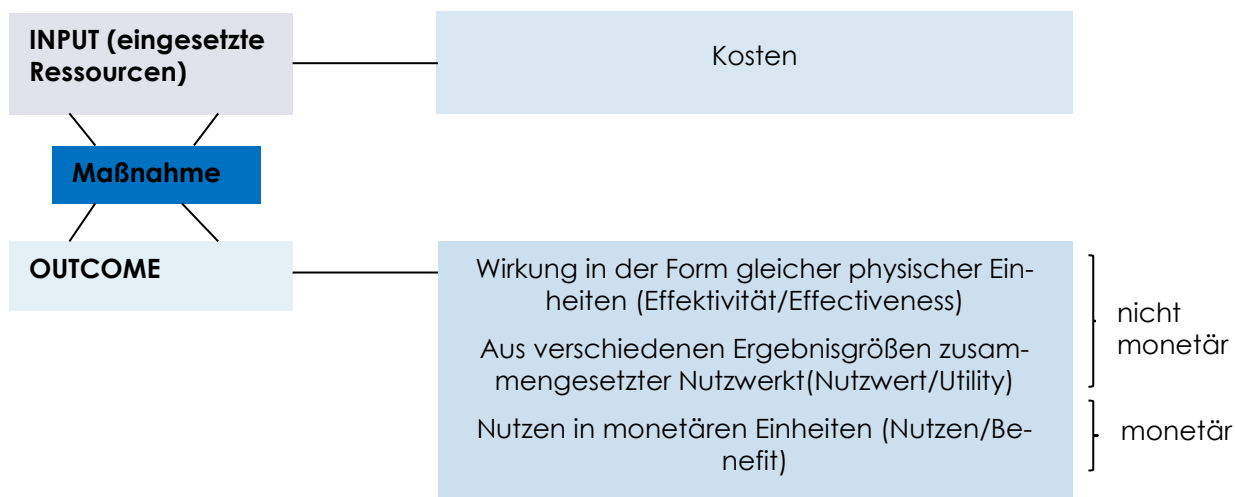 INPUT (eingesetzte
Ressourcen)
Kosten
Maßnahme
OUTCOME
Wirkung in der Form gleicher physischer Ein-
heiten (Effektivität/Effectiveness)
Aus verschiedenen Ergebnisgrößen zusam-
mengesetzter Nutzwerkt(Nutzwert/Utility)
Nutzen in monetären Einheiten (Nutzen/Be-
nefit)
nicht
monetär
monetär